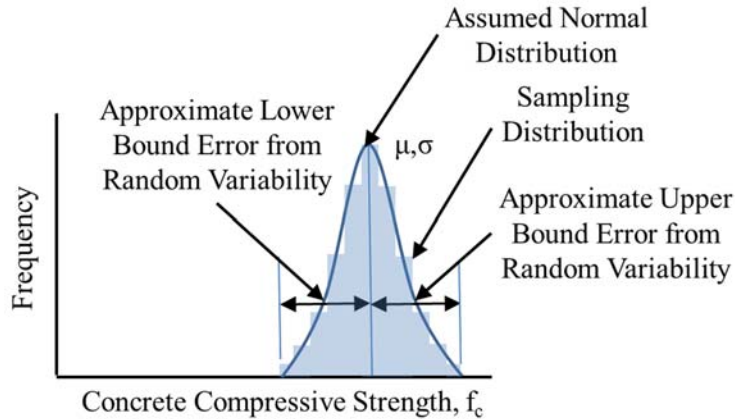 Assumed Normal
Distribution
Approximate Lower
Bound Error from
Random Variability
Sampling
Distribution
μ,σ
Approximate Upper
Bound Error from
Random Variability
Frequency
Concrete Compressive Strength, f_c